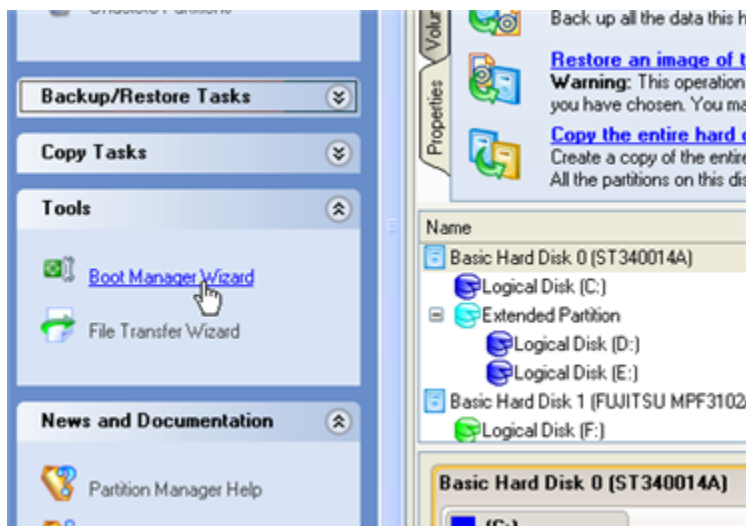 Backup/Restore Tasks
Copy Tasks
Tools
Boot Manager Wizard
File Transfer Wizard
News and Documentation
Partition Manager Help
Volu
Properties
Back up all the data this h
Restore an image of t
Warning: This operation
you have chosen. You ma
Copy the entire hard
Create a copy of the entire
All the partitions on this dis
Name
Basic Hard Disk 0 (ST340014A)
Logical Disk (C:)
Extended Partition
Logical Disk (D:)
Logical Disk (E:)
Basic Hard Disk 1 (FUJITSU MPF3102
Logical Disk (F:)
Basic Hard Disk 0 (ST340014A)
(C:)